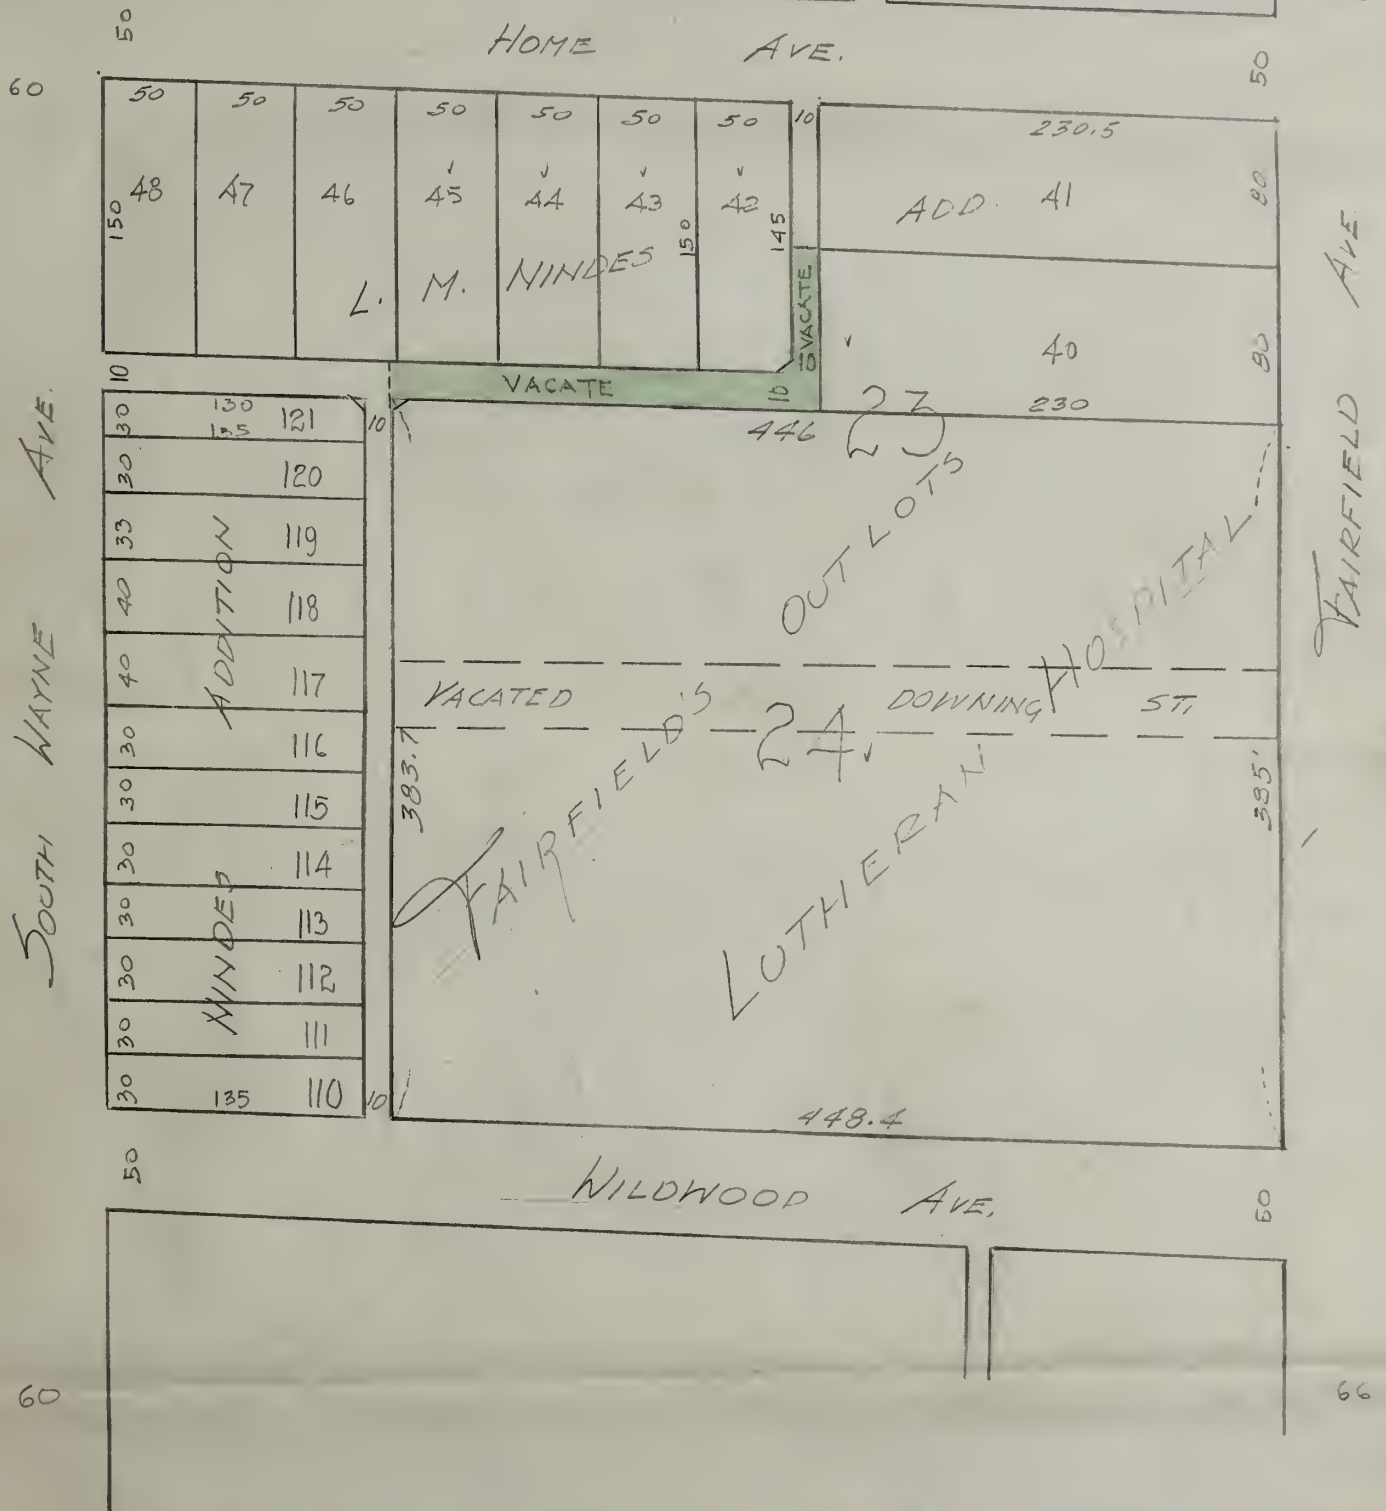 50
HOME AVE.
50
60
50 50 50 50 50 50 50 10 230.5
48 47 46 45 44 43 42 ADD. 41 80
150 150 145
L. M. NINDES
VACATE 10
40 80
10 VACATE 10 230
446 23
30 130 121 10
135
30 120
33 119
40 118
40 117
30 116
30 115
30 114
30 113
30 112
30 111
30 135 110 10
NINDES ADDITION
OUT LOTS
VACATED DOWNING ST.
24
FAIRFIELD'S
LUTHERAN HOSPITAL
383.7
385'
448.4
SOUTH WAYNE AVE.
FAIRFIELD AVE
50
WILDWOOD AVE.
50
60
66